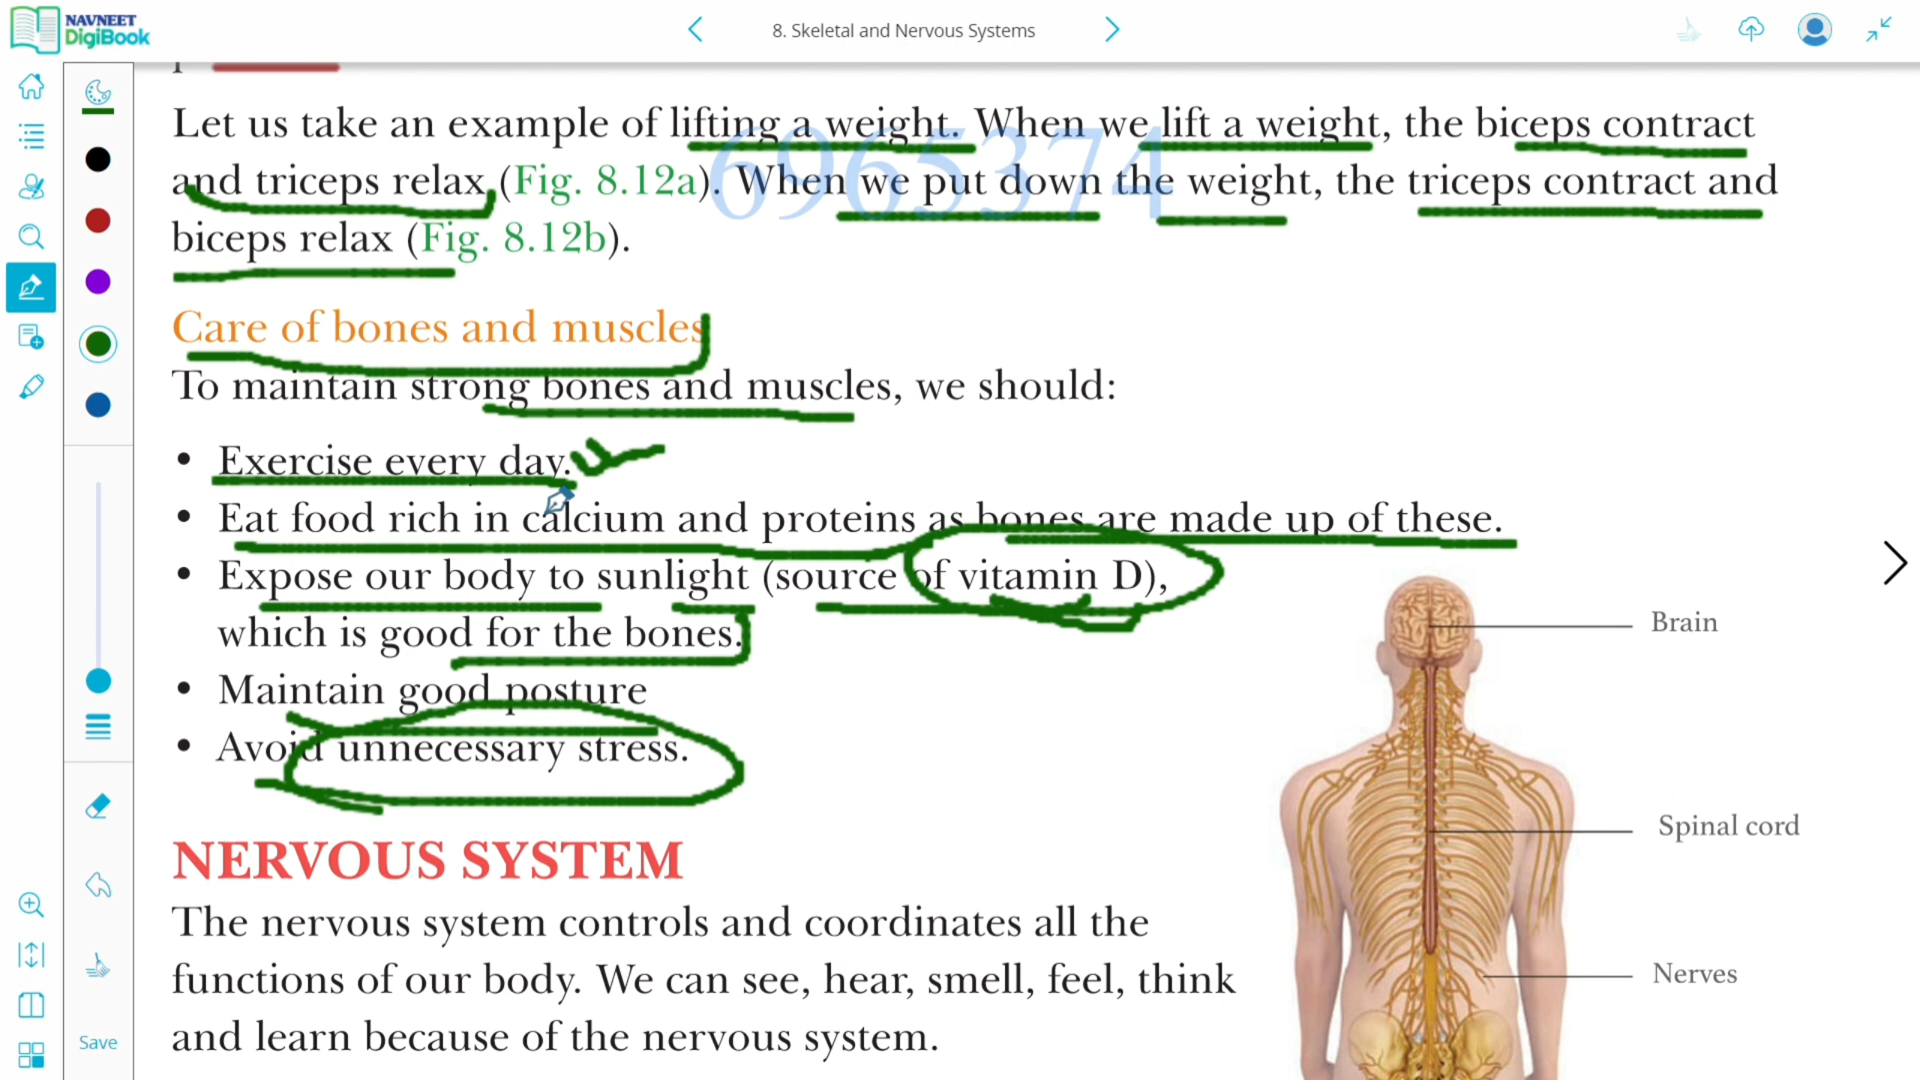 NAVNEET
DigiBook
8. Skeletal and Nervous Systems
Let us take an example of lifting a weight. When we lift a weight, the biceps contract
and triceps relax (Fig. 8.12a). When we put down the weight, the triceps contract and
biceps relax (Fig. 8.12b).
6965374
Care of bones and muscles
To maintain strong bones and muscles, we should:
• Exercise every day.
• Eat food rich in calcium and proteins as bones are made up of these.
• Expose our body to sunlight (source of vitamin D),
which is good for the bones.
• Maintain good posture
• Avoid unnecessary stress.
Brain
Spinal cord
Nerves
NERVOUS SYSTEM
The nervous system controls and coordinates all the
functions of our body. We can see, hear, smell, feel, think
and learn because of the nervous system.
Save